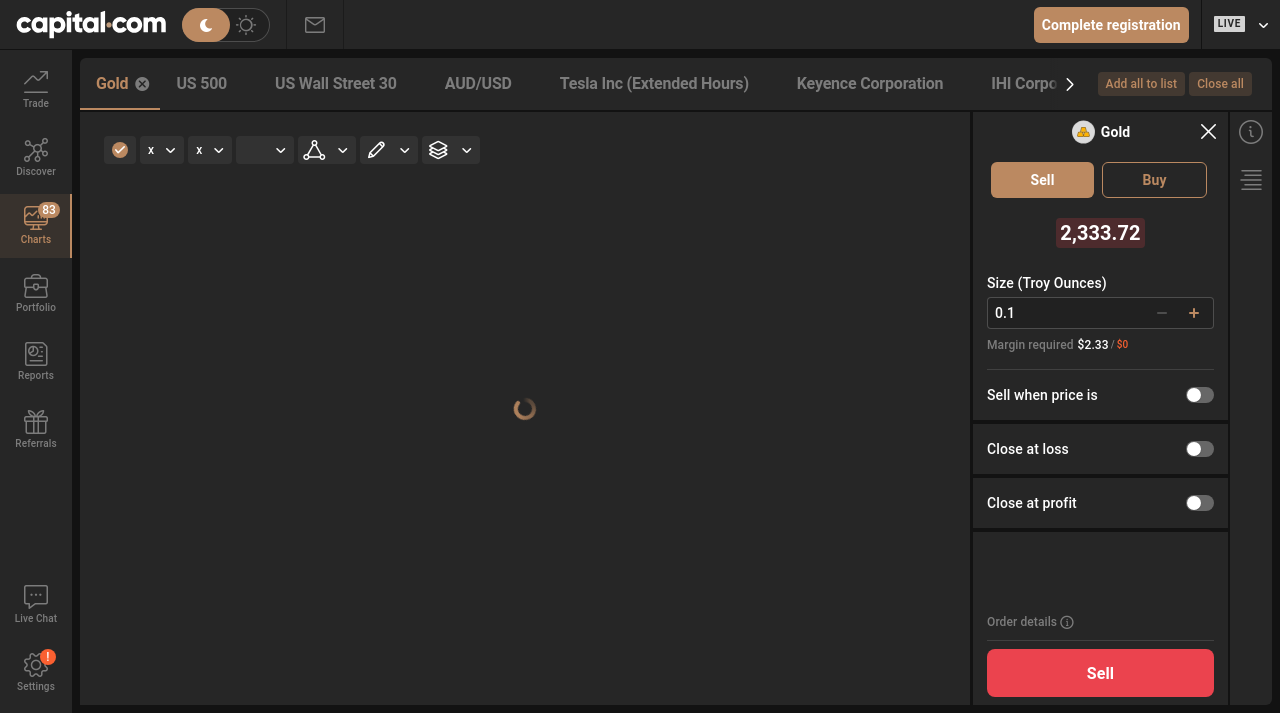 capital.com
Complete registration
LIVE
Trade
Discover
83
Charts
Portfolio
Reports
Referrals
Live Chat
!
Settings
Gold
US 500
US Wall Street 30
AUD/USD
Tesla Inc (Extended Hours)
Keyence Corporation
IHI Corpo
Add all to list
Close all
x
x
Gold
Sell
Buy
2,333.72
Size (Troy Ounces)
0.1
Margin required $2.33 / $0
Sell when price is
Close at loss
Close at profit
Order details
Sell